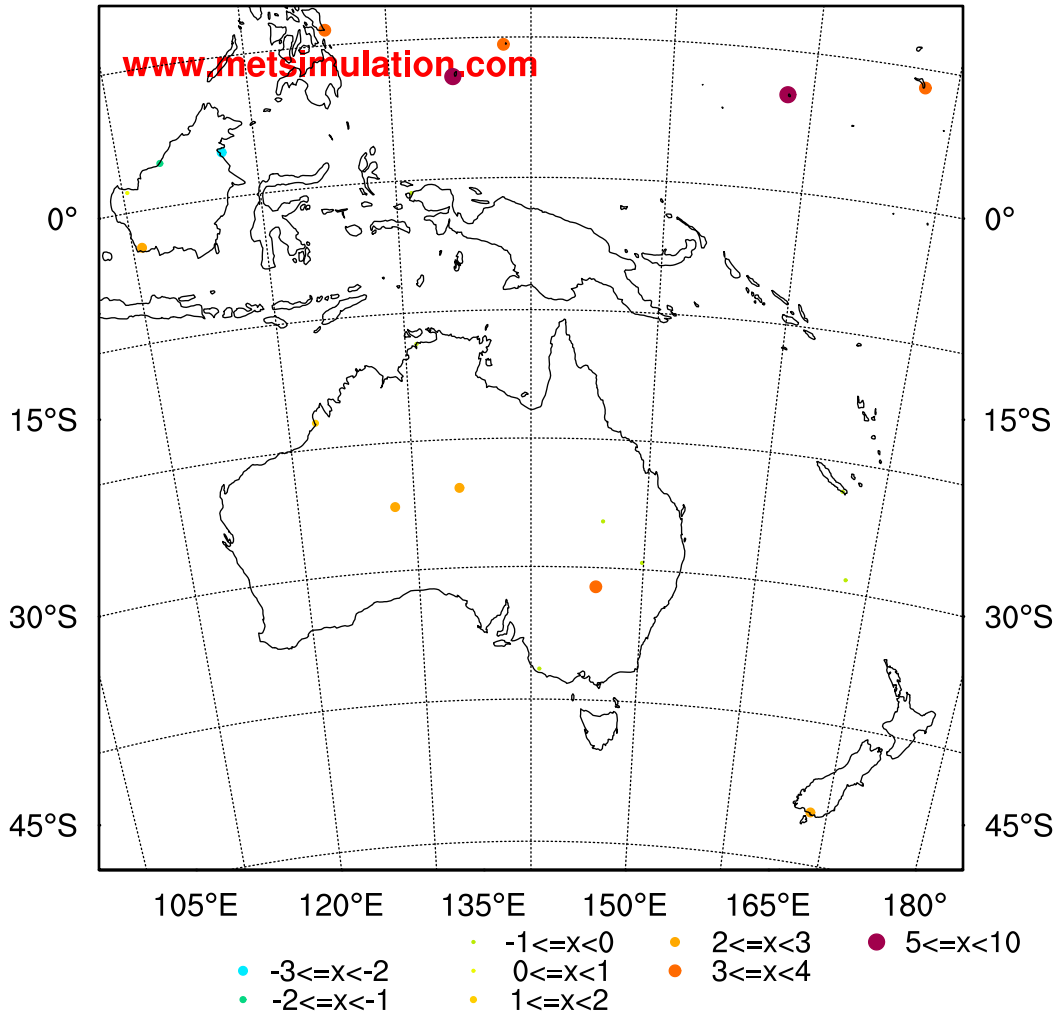 www.metsimulation.com
0° 0°
15°S 15°S
30°S 30°S
45°S 45°S
105°E 120°E 135°E 150°E 165°E 180°
-1<=x<0 2<=x<3 5<=x<10
-3<=x<-2 0<=x<1 3<=x<4
-2<=x<-1 1<=x<2